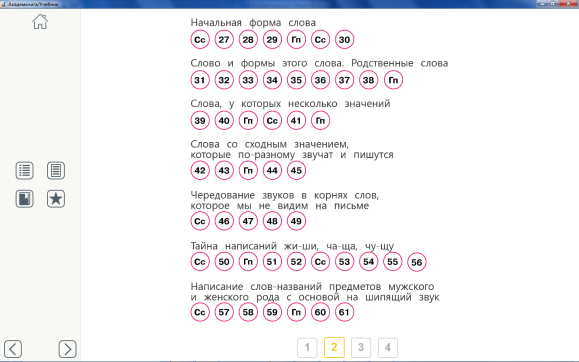 Академкнига/Учебник
Начальная форма слова
Сс 27 28 29 Гп Сс 30
Слово и формы этого слова. Родственные слова
31 32 33 34 35 36 37 38 Гп
Слова, у которых несколько значений
39 40 Гп Сс 41 Гп
Слова со сходным значением,
которые по-разному звучат и пишутся
42 43 Гп 44 45
Чередование звуков в корнях слов,
которое мы не видим на письме
Сс 46 47 48 49
Тайна написаний жи-ши, ча-ща, чу-щу
Сс 50 Гп 51 52 Сс 53 54 55 56
Написание слов-названий предметов мужского
и женского рода с основой на шипящий звук
Сс 57 58 59 Гп 60 61
1 2 3 4